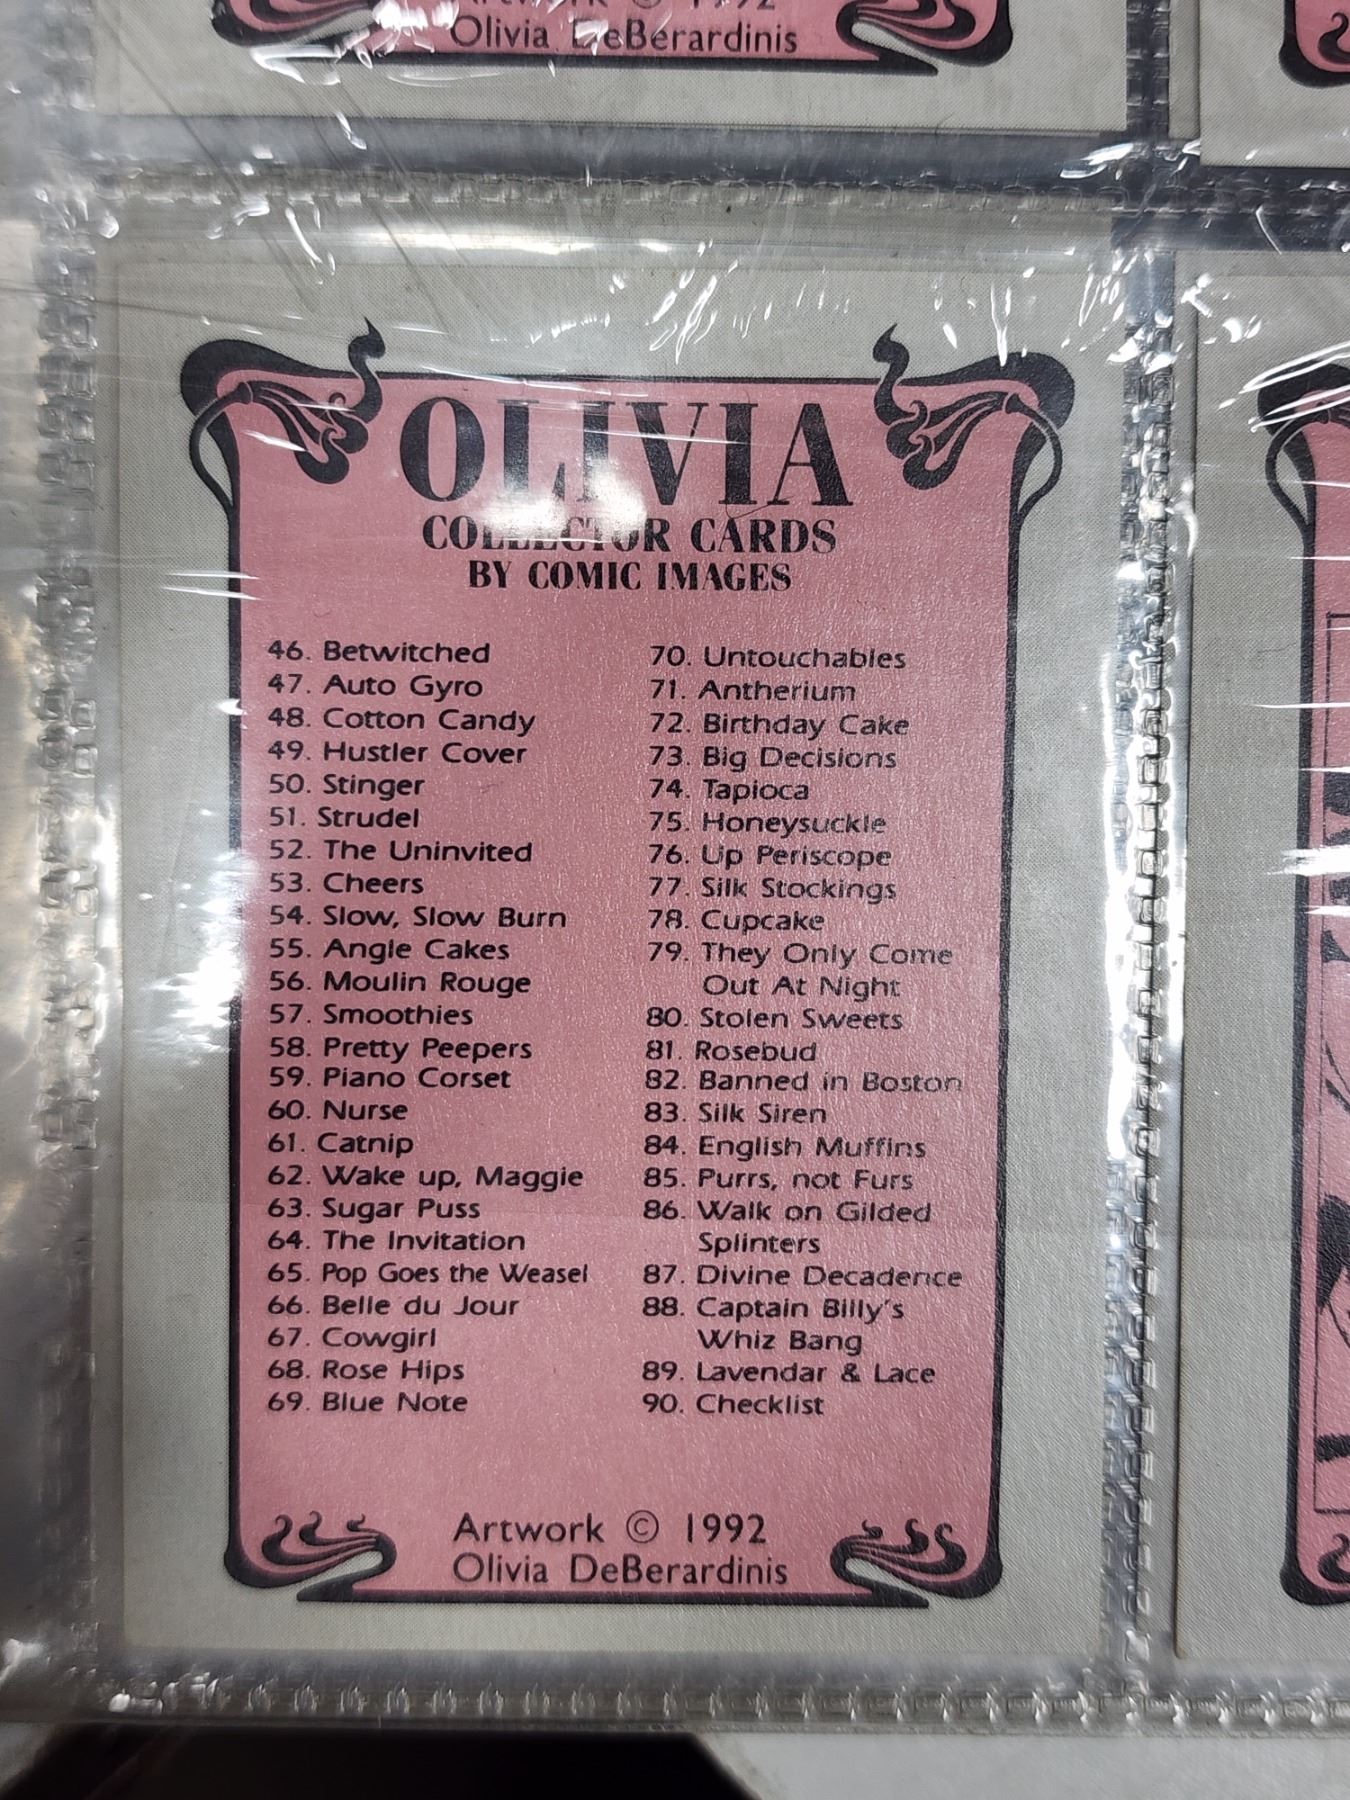 Artwork © 1992
Olivia DeBerardinis
OLIVIA
COLLECTOR CARDS
BY COMIC IMAGES
46. Betwitched
47. Auto Gyro
48. Cotton Candy
49. Hustler Cover
50. Stinger
51. Strudel
52. The Uninvited
53. Cheers
54. Slow, Slow Burn
55. Angle Cakes
56. Moulin Rouge
57. Smoothies
58. Pretty Peepers
59. Piano Corset
60. Nurse
61. Catnip
62. Wake up, Maggie
63. Sugar Puss
64. The Invitation
65. Pop Goes the Weasel
66. Belle du Jour
67. Cowgirl
68. Rose Hips
69. Blue Note
70. Untouchables
71. Antherium
72. Birthday Cake
73. Big Decisions
74. Tapioca
75. Honeysuckle
76. Up Periscope
77. Silk Stockings
78. Cupcake
79. They Only Come
Out At Night
80. Stolen Sweets
81. Rosebud
82. Banned in Boston
83. Silk Siren
84. English Muffins
85. Purrs, not Furs
86. Walk on Gilded
Splinters
87. Divine Decadence
88. Captain Billy's
Whiz Bang
89. Lavendar & Lace
90. Checklist
Artwork © 1992
Olivia DeBerardinis